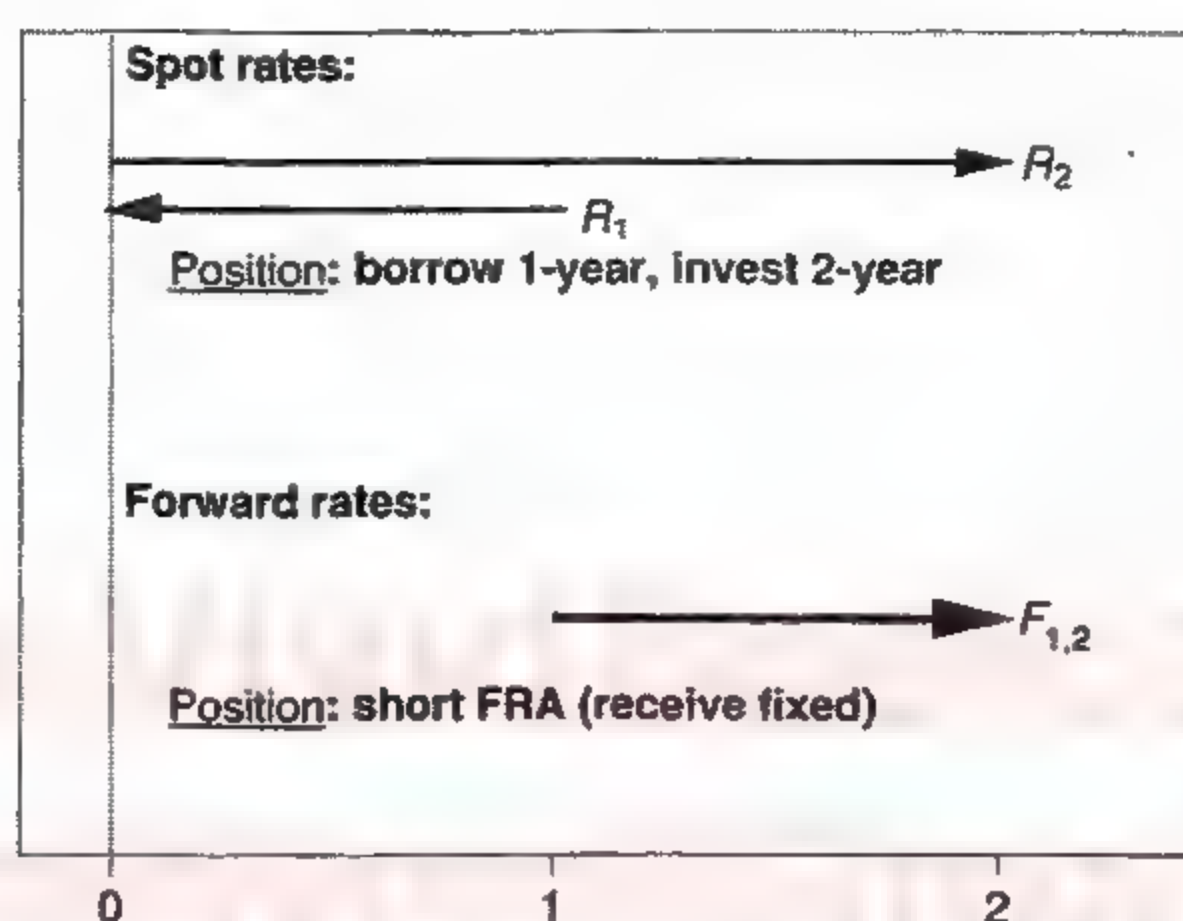 Spot rates:
R₂
R₁
Position: borrow 1-year, invest 2-year
Forward rates:
F₁,₂
Position: short FRA (receive fixed)
0 1 2